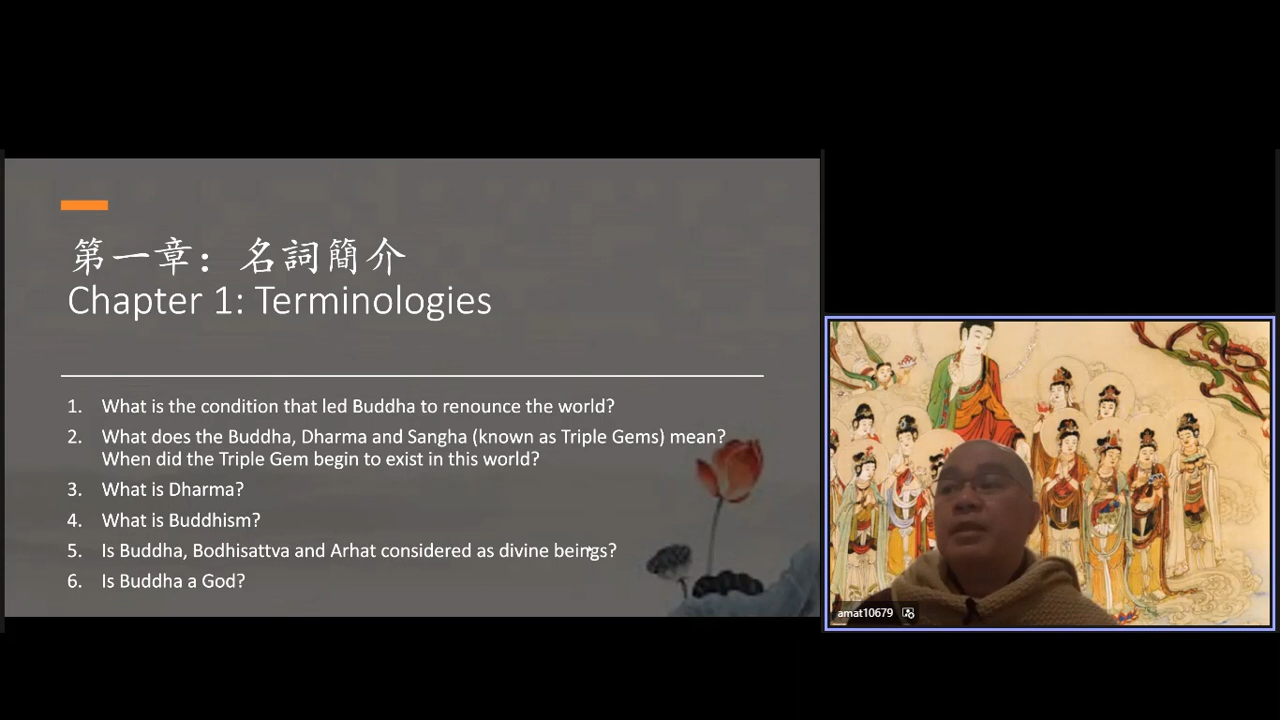 第一章：名詞簡介
Chapter 1: Terminologies
1. What is the condition that led Buddha to renounce the world?
2. What does the Buddha, Dharma and Sangha (known as Triple Gems) mean?
When did the Triple Gem begin to exist in this world?
3. What is Dharma?
4. What is Buddhism?
5. Is Buddha, Bodhisattva and Arhat considered as divine beings?
6. Is Buddha a God?
amat10679